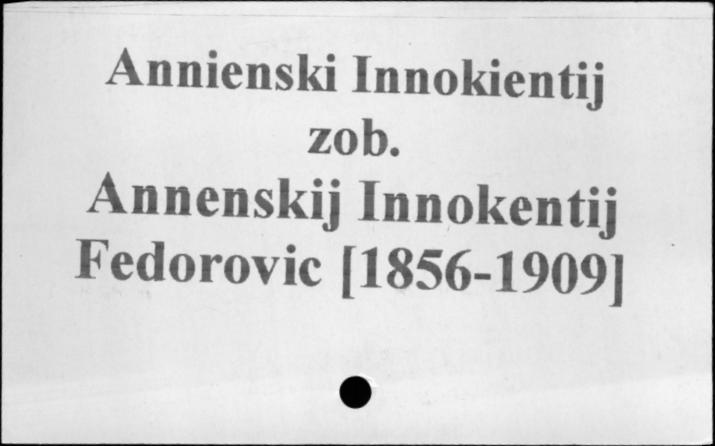 Annienski Innokientij
zob.
Annenskij Innokentij
Fedorovic [1856-1909]